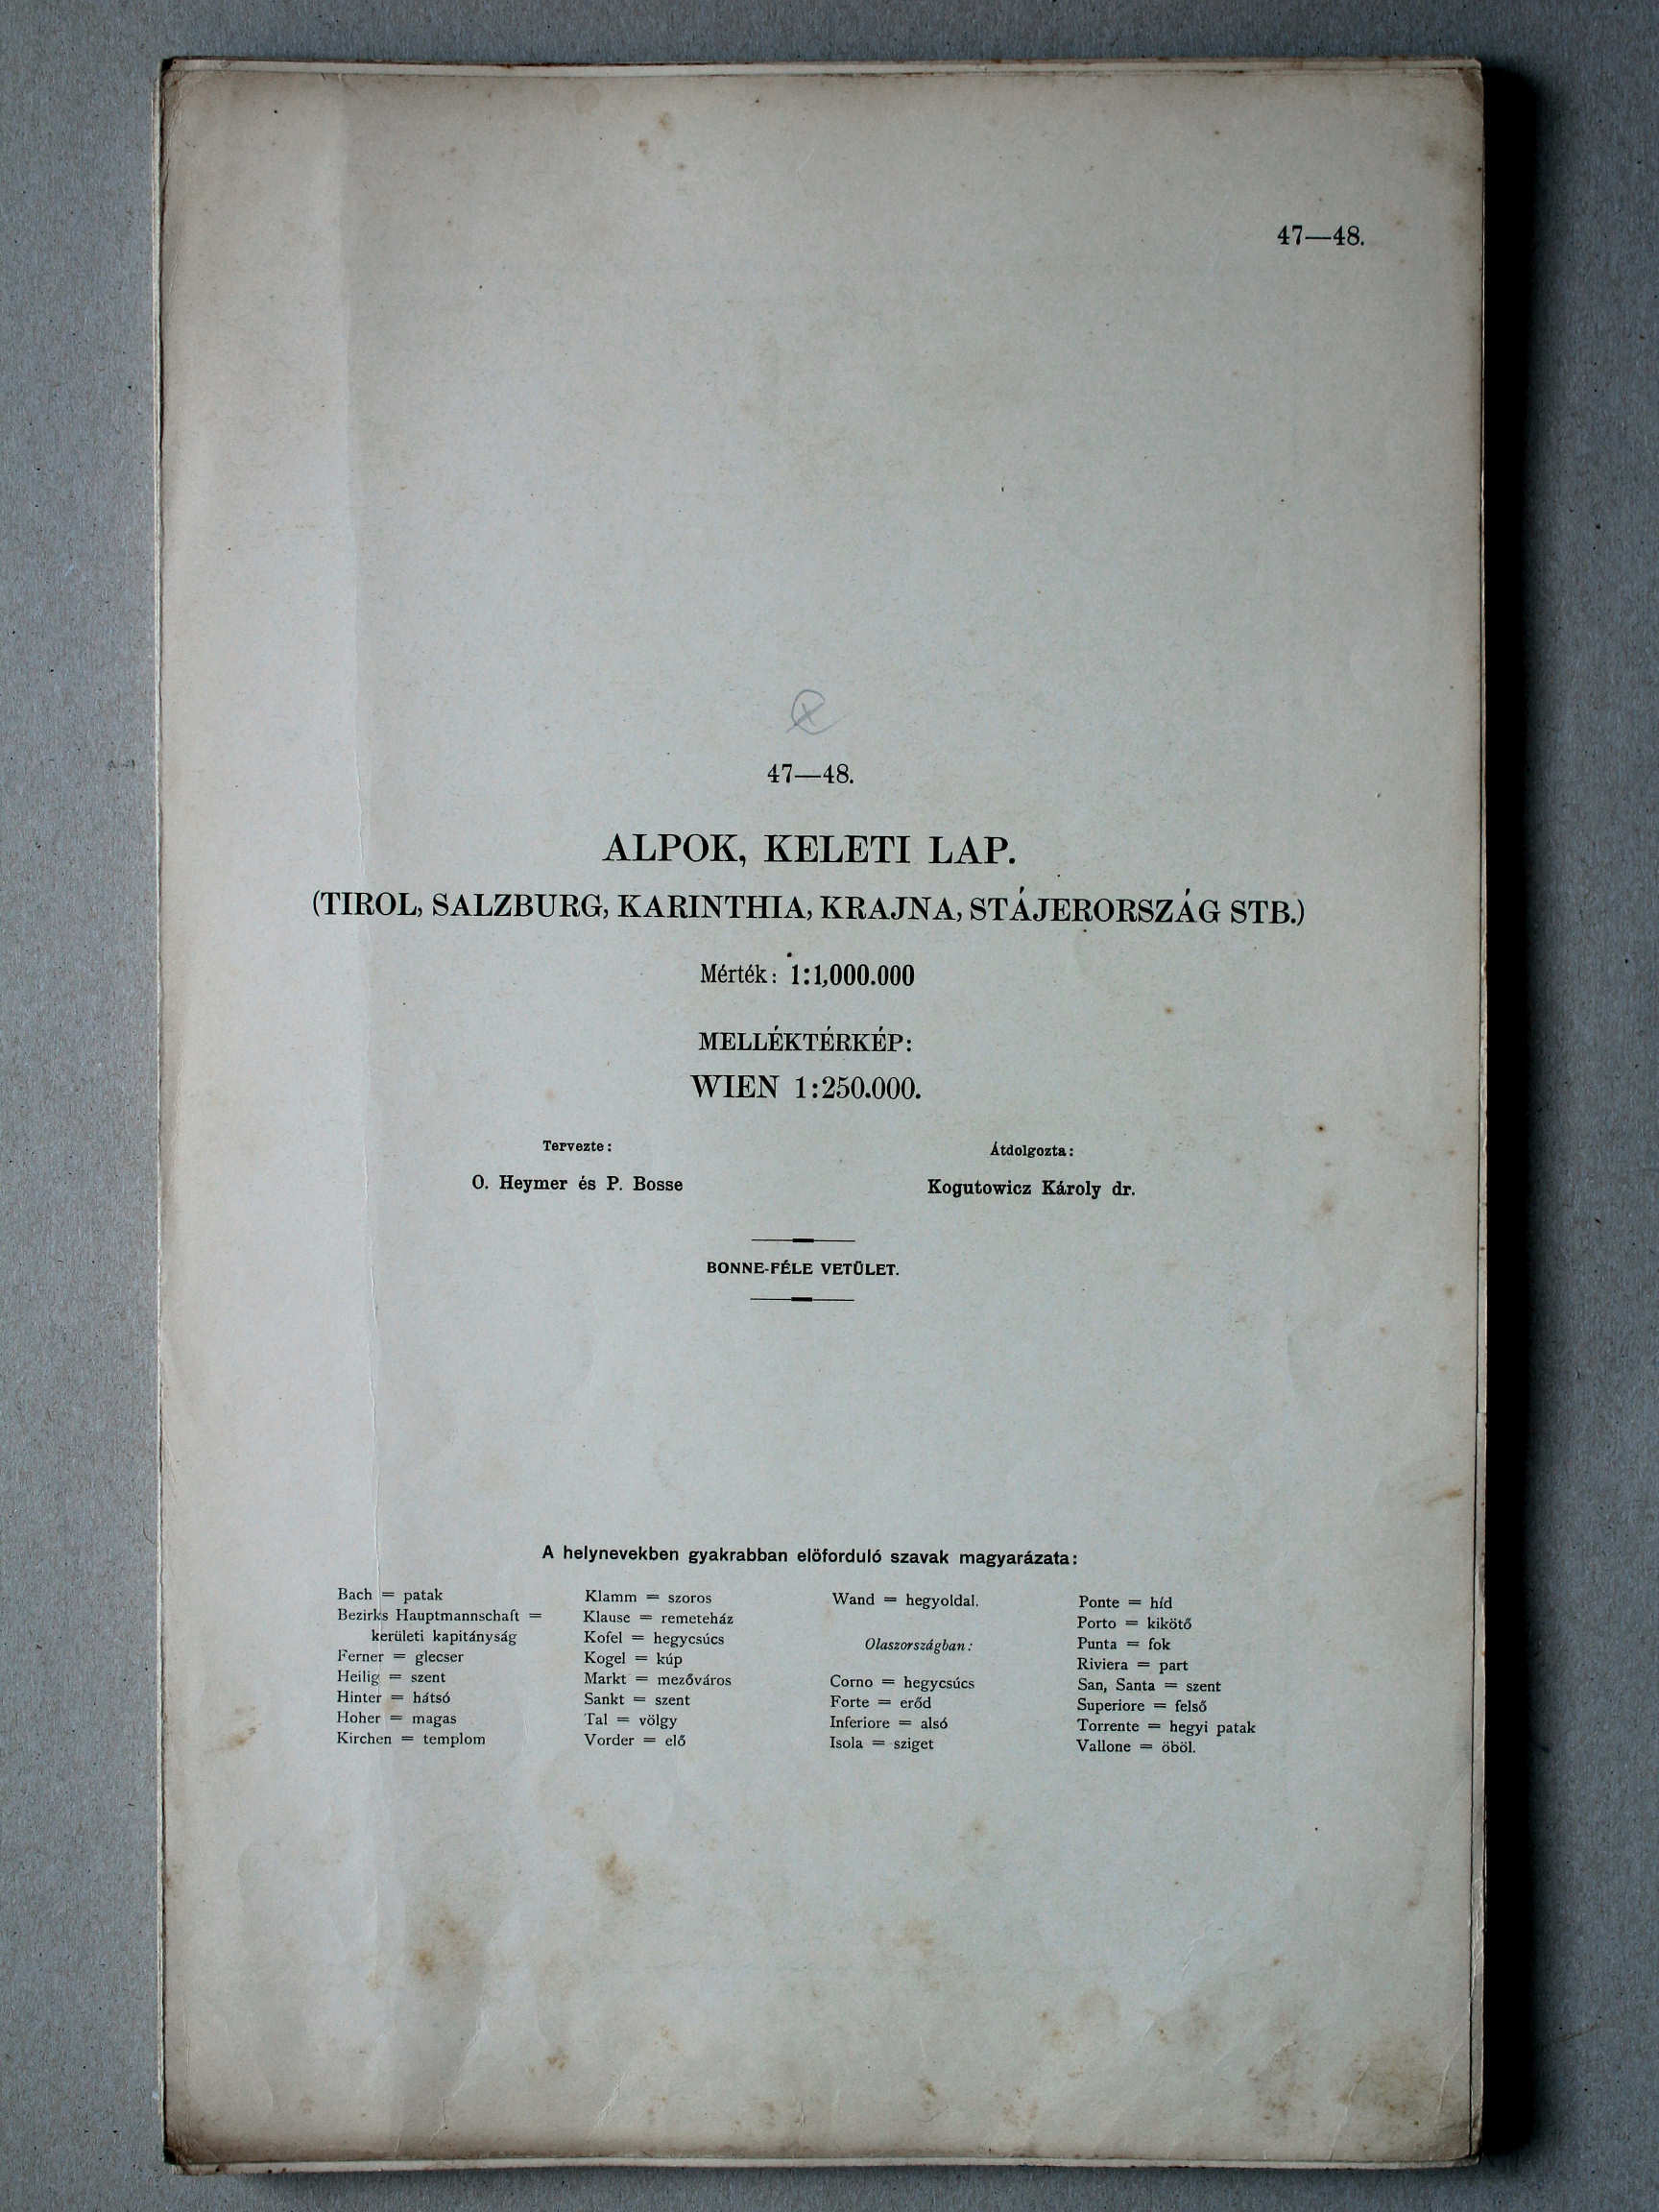 47—48.
47—48.
ALPOK, KELETI LAP.
(TIROL, SALZBURG, KARINTHIA, KRAJNA, STÁJERORSZÁG STB.)
Mérték: 1:1,000.000
MELLÉKTÉRKÉP:
WIEN 1:250.000.
Tervezte:
O. Heymer és P. Bosse
Átdolgozta:
Kogutowicz Károly dr.
BONNE-FÉLE VETÜLET.
A helynevekben gyakrabban előforduló szavak magyarázata:
Bach = patak
Bezirks Hauptmannschaft =
kerületi kapitányság
Ferner = glecser
Heilig = szent
Hinter = hátsó
Hoher = magas
Kirchen = templom
Klamm = szoros
Klause = remeteház
Kofel = hegycsúcs
Kogel = kúp
Markt = mezőváros
Sankt = szent
Tal = völgy
Vorder = elő
Wand = hegyoldal.
Olaszországban:
Corno = hegycsúcs
Forte = erőd
Inferiore = alsó
Isola = sziget
Ponte = híd
Porto = kikötő
Punta = fok
Riviera = part
San, Santa = szent
Superiore = felső
Torrente = hegyi patak
Vallone = öböl.